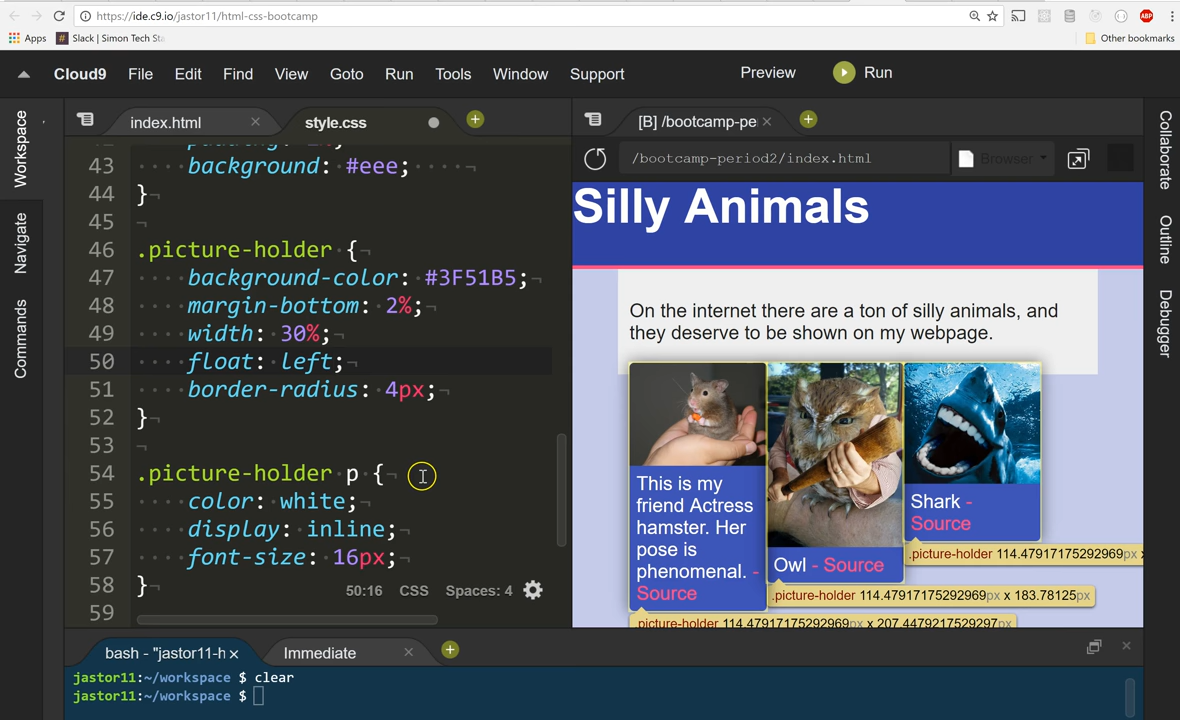 https://ide.c9.io/jastor11/html-css-bootcamp
ABP
Apps
Slack | Simon Tech St
Other bookmarks
Cloud9 File Edit Find View Goto Run Tools Window Support Preview Run
index.html
style.css
[B] /bootcamp-pe
/bootcamp-period2/index.html
Browser
Workspace
Navigate
Commands
Collaborate
Outline
Debugger
43 background: #eee;
44 }
45
46 .picture-holder {
47 background-color: #3F51B5;
48 margin-bottom: 2%;
49 width: 30%;
50 float: left;
51 border-radius: 4px;
52 }
53
54 .picture-holder p {
55 color: white;
56 display: inline;
57 font-size: 16px;
58 }
59
50:16 CSS Spaces: 4
Silly Animals
On the internet there are a ton of silly animals, and
they deserve to be shown on my webpage.
This is my
friend Actress
hamster. Her
pose is
phenomenal. -
Source
Owl - Source
Shark -
Source
.picture-holder 114.47917175292969px x
.picture-holder 114.47917175292969px x 183.78125px
.picture-holder 114.47917175292969px x 207.4479217529297px
bash - "jastor11-h
Immediate
jastor11:~/workspace $ clear
jastor11:~/workspace $